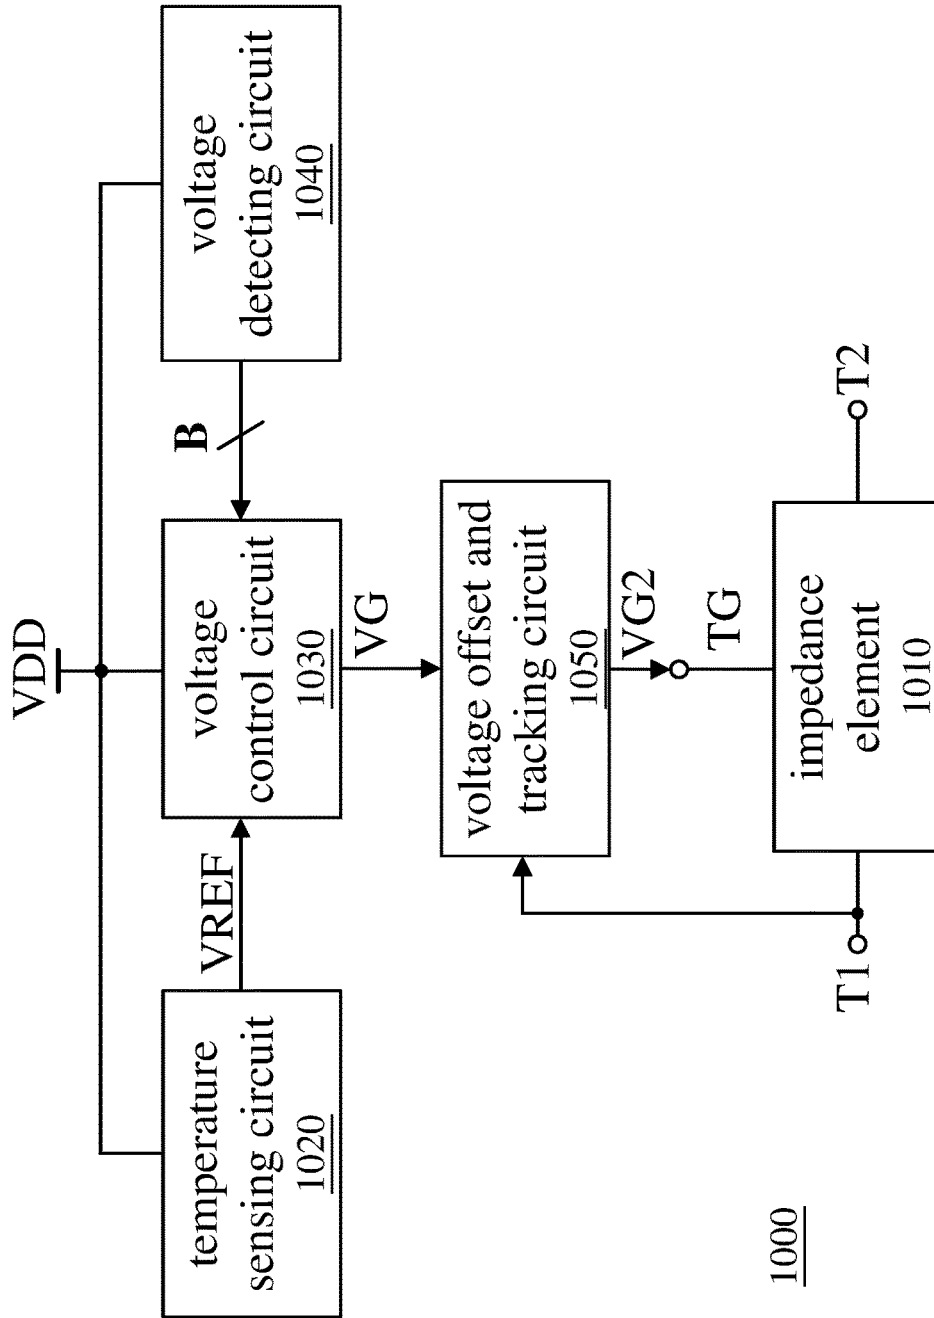 VDD
temperature
sensing circuit
1020
VREF
voltage
control circuit
1030
B
voltage
detecting circuit
1040
VG
voltage offset and
tracking circuit
1050
VG2
TG
T1
impedance
element
1010
T2
1000